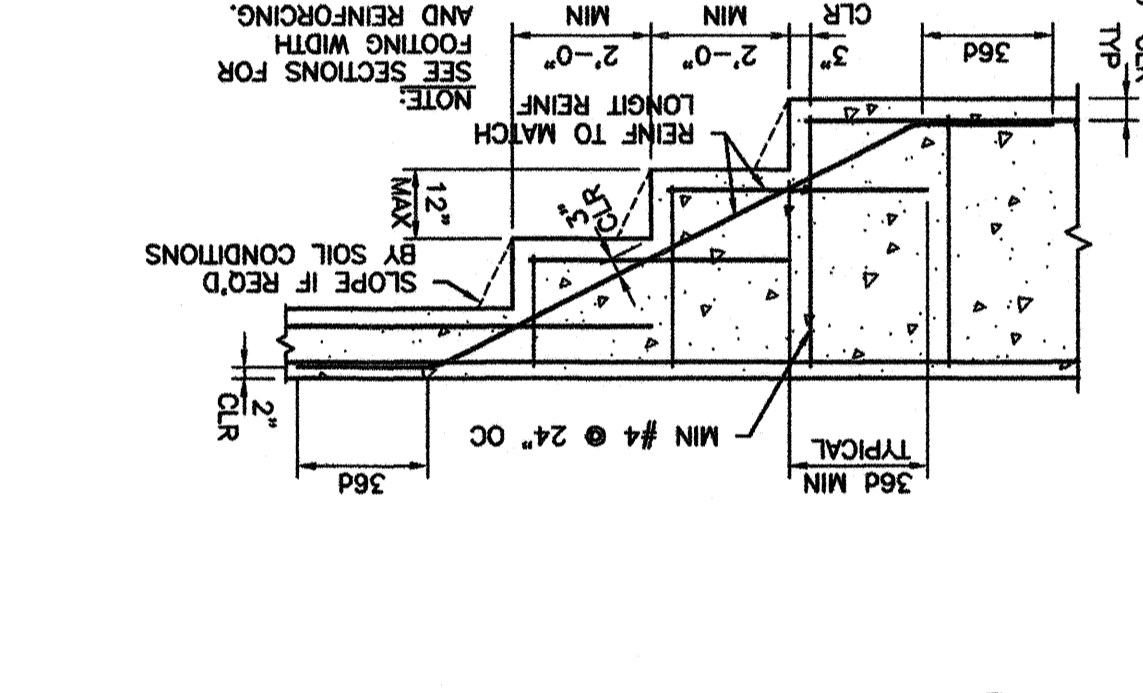 36d MIN
TYPICAL
36d
MIN #4 @ 24" OC
2"
CLR
SLOPE IF REQ'D
BY SOIL CONDITIONS
12"
MAX
3"
CLR
REINF TO MATCH
LONGIT REINF
CLR
TYP
36d
3"
CLR
2'-0"
MIN
2'-0"
MIN
NOTE:
SEE SECTIONS FOR
FOOTING WIDTH
AND REINFORCING.